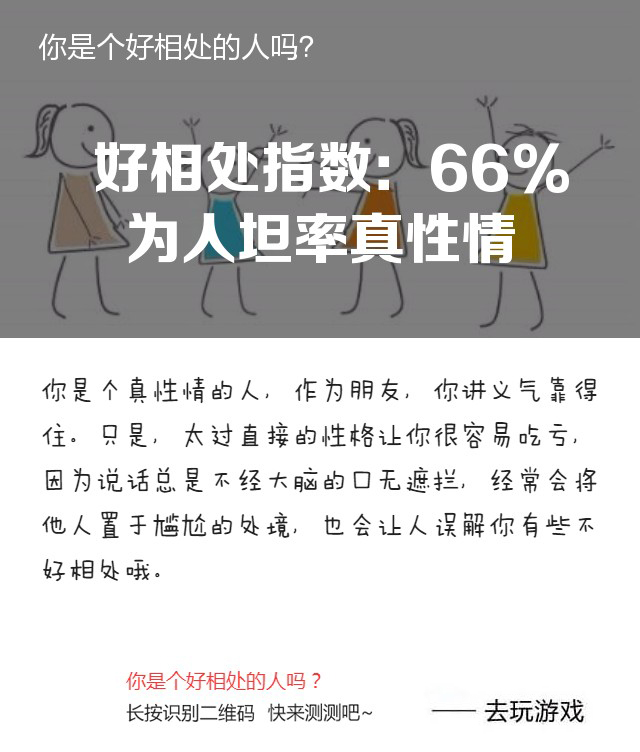 你是个好相处的人吗?
好相处指数：66%
为人坦率真性情
你是个真性情的人，作为朋友，你讲义气靠得
住。只是，太过直接的性格让你很容易吃亏，
因为说话总是不经大脑的口无遮拦，经常会将
他人置于尴尬的处境，也会让人误解你有些不
好相处哦。
你是个好相处的人吗？
长按识别二维码 快来测测吧~ —— 去玩游戏